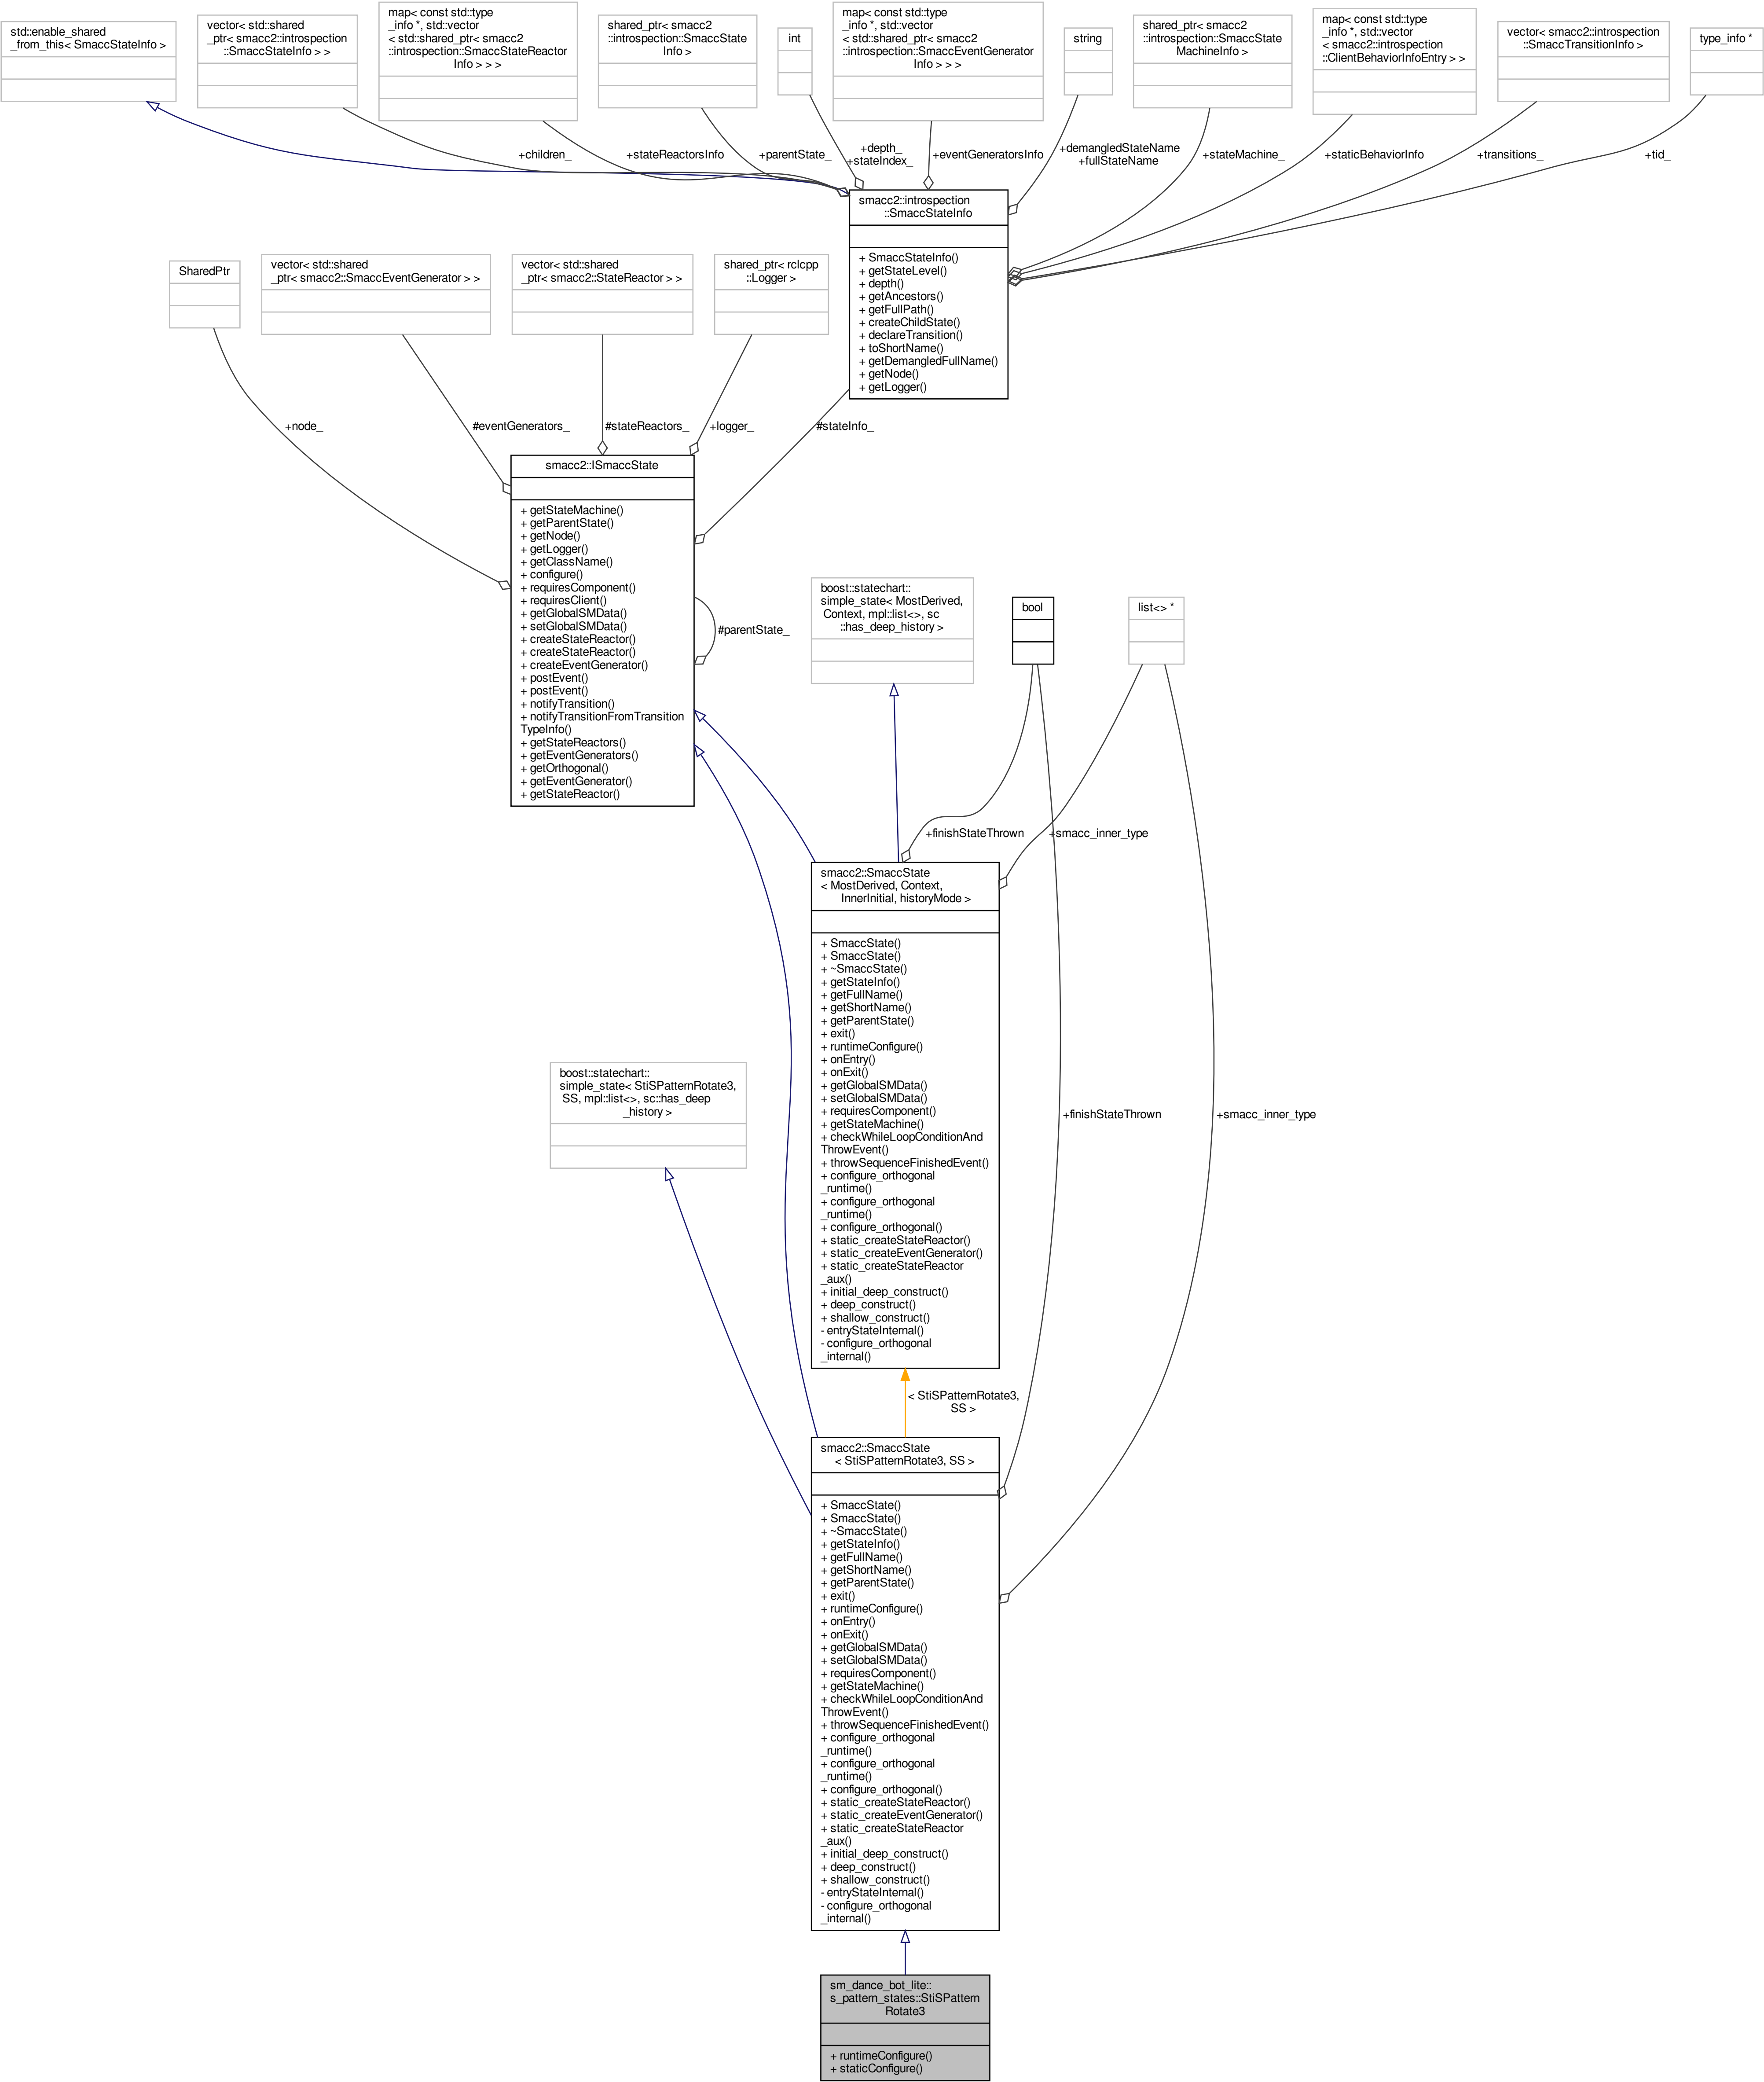 std::enable_shared
_from_this< SmaccStateInfo >
vector< std::shared
_ptr< smacc2::introspection
::SmaccStateInfo > >
map< const std::type
_info *, std::vector
< std::shared_ptr< smacc2
::introspection::SmaccStateReactor
Info > > >
shared_ptr< smacc2
::introspection::SmaccState
Info >
int
map< const std::type
_info *, std::vector
< std::shared_ptr< smacc2
::introspection::SmaccEventGenerator
Info > > >
string
shared_ptr< smacc2
::introspection::SmaccState
MachineInfo >
map< const std::type
_info *, std::vector
< smacc2::introspection
::ClientBehaviorInfoEntry > >
vector< smacc2::introspection
::SmaccTransitionInfo >
type_info *
+children_
+stateReactorsInfo
+parentState_
+depth_
+stateIndex_
+eventGeneratorsInfo
+demangledStateName
+fullStateName
+stateMachine_
+staticBehaviorInfo
+transitions_
+tid_
smacc2::introspection
::SmaccStateInfo
+ SmaccStateInfo()
+ getStateLevel()
+ depth()
+ getAncestors()
+ getFullPath()
+ createChildState()
+ declareTransition()
+ toShortName()
+ getDemangledFullName()
+ getNode()
+ getLogger()
SharedPtr
vector< std::shared
_ptr< smacc2::SmaccEventGenerator > >
vector< std::shared
_ptr< smacc2::StateReactor > >
shared_ptr< rclcpp
::Logger >
+node_
#eventGenerators_
#stateReactors_
+logger_
#stateInfo_
smacc2::ISmaccState
+ getStateMachine()
+ getParentState()
+ getNode()
+ getLogger()
+ getClassName()
+ configure()
+ requiresComponent()
+ requiresClient()
+ getGlobalSMData()
+ setGlobalSMData()
+ createStateReactor()
+ createStateReactor()
+ createEventGenerator()
+ postEvent()
+ postEvent()
+ notifyTransition()
+ notifyTransitionFromTransition
TypeInfo()
+ getStateReactors()
+ getEventGenerators()
+ getOrthogonal()
+ getEventGenerator()
+ getStateReactor()
#parentState_
boost::statechart::
simple_state< MostDerived,
Context, mpl::list<>, sc
::has_deep_history >
bool
list<> *
+finishStateThrown
+smacc_inner_type
smacc2::SmaccState
< MostDerived, Context,
InnerInitial, historyMode >
+ SmaccState()
+ SmaccState()
+ ~SmaccState()
+ getStateInfo()
+ getFullName()
+ getShortName()
+ getParentState()
+ exit()
+ runtimeConfigure()
+ onEntry()
+ onExit()
+ getGlobalSMData()
+ setGlobalSMData()
+ requiresComponent()
+ getStateMachine()
+ checkWhileLoopConditionAnd
ThrowEvent()
+ throwSequenceFinishedEvent()
+ configure_orthogonal
_runtime()
+ configure_orthogonal
_runtime()
+ configure_orthogonal()
+ static_createStateReactor()
+ static_createEventGenerator()
+ static_createStateReactor
_aux()
+ initial_deep_construct()
+ deep_construct()
+ shallow_construct()
- entryStateInternal()
- configure_orthogonal
_internal()
boost::statechart::
simple_state< StiSPatternRotate3,
SS, mpl::list<>, sc::has_deep
_history >
+finishStateThrown
+smacc_inner_type
< StiSPatternRotate3,
SS >
smacc2::SmaccState
< StiSPatternRotate3, SS >
+ SmaccState()
+ SmaccState()
+ ~SmaccState()
+ getStateInfo()
+ getFullName()
+ getShortName()
+ getParentState()
+ exit()
+ runtimeConfigure()
+ onEntry()
+ onExit()
+ getGlobalSMData()
+ setGlobalSMData()
+ requiresComponent()
+ getStateMachine()
+ checkWhileLoopConditionAnd
ThrowEvent()
+ throwSequenceFinishedEvent()
+ configure_orthogonal
_runtime()
+ configure_orthogonal
_runtime()
+ configure_orthogonal()
+ static_createStateReactor()
+ static_createEventGenerator()
+ static_createStateReactor
_aux()
+ initial_deep_construct()
+ deep_construct()
+ shallow_construct()
- entryStateInternal()
- configure_orthogonal
_internal()
sm_dance_bot_lite::
s_pattern_states::StiSPattern
Rotate3
+ runtimeConfigure()
+ staticConfigure()